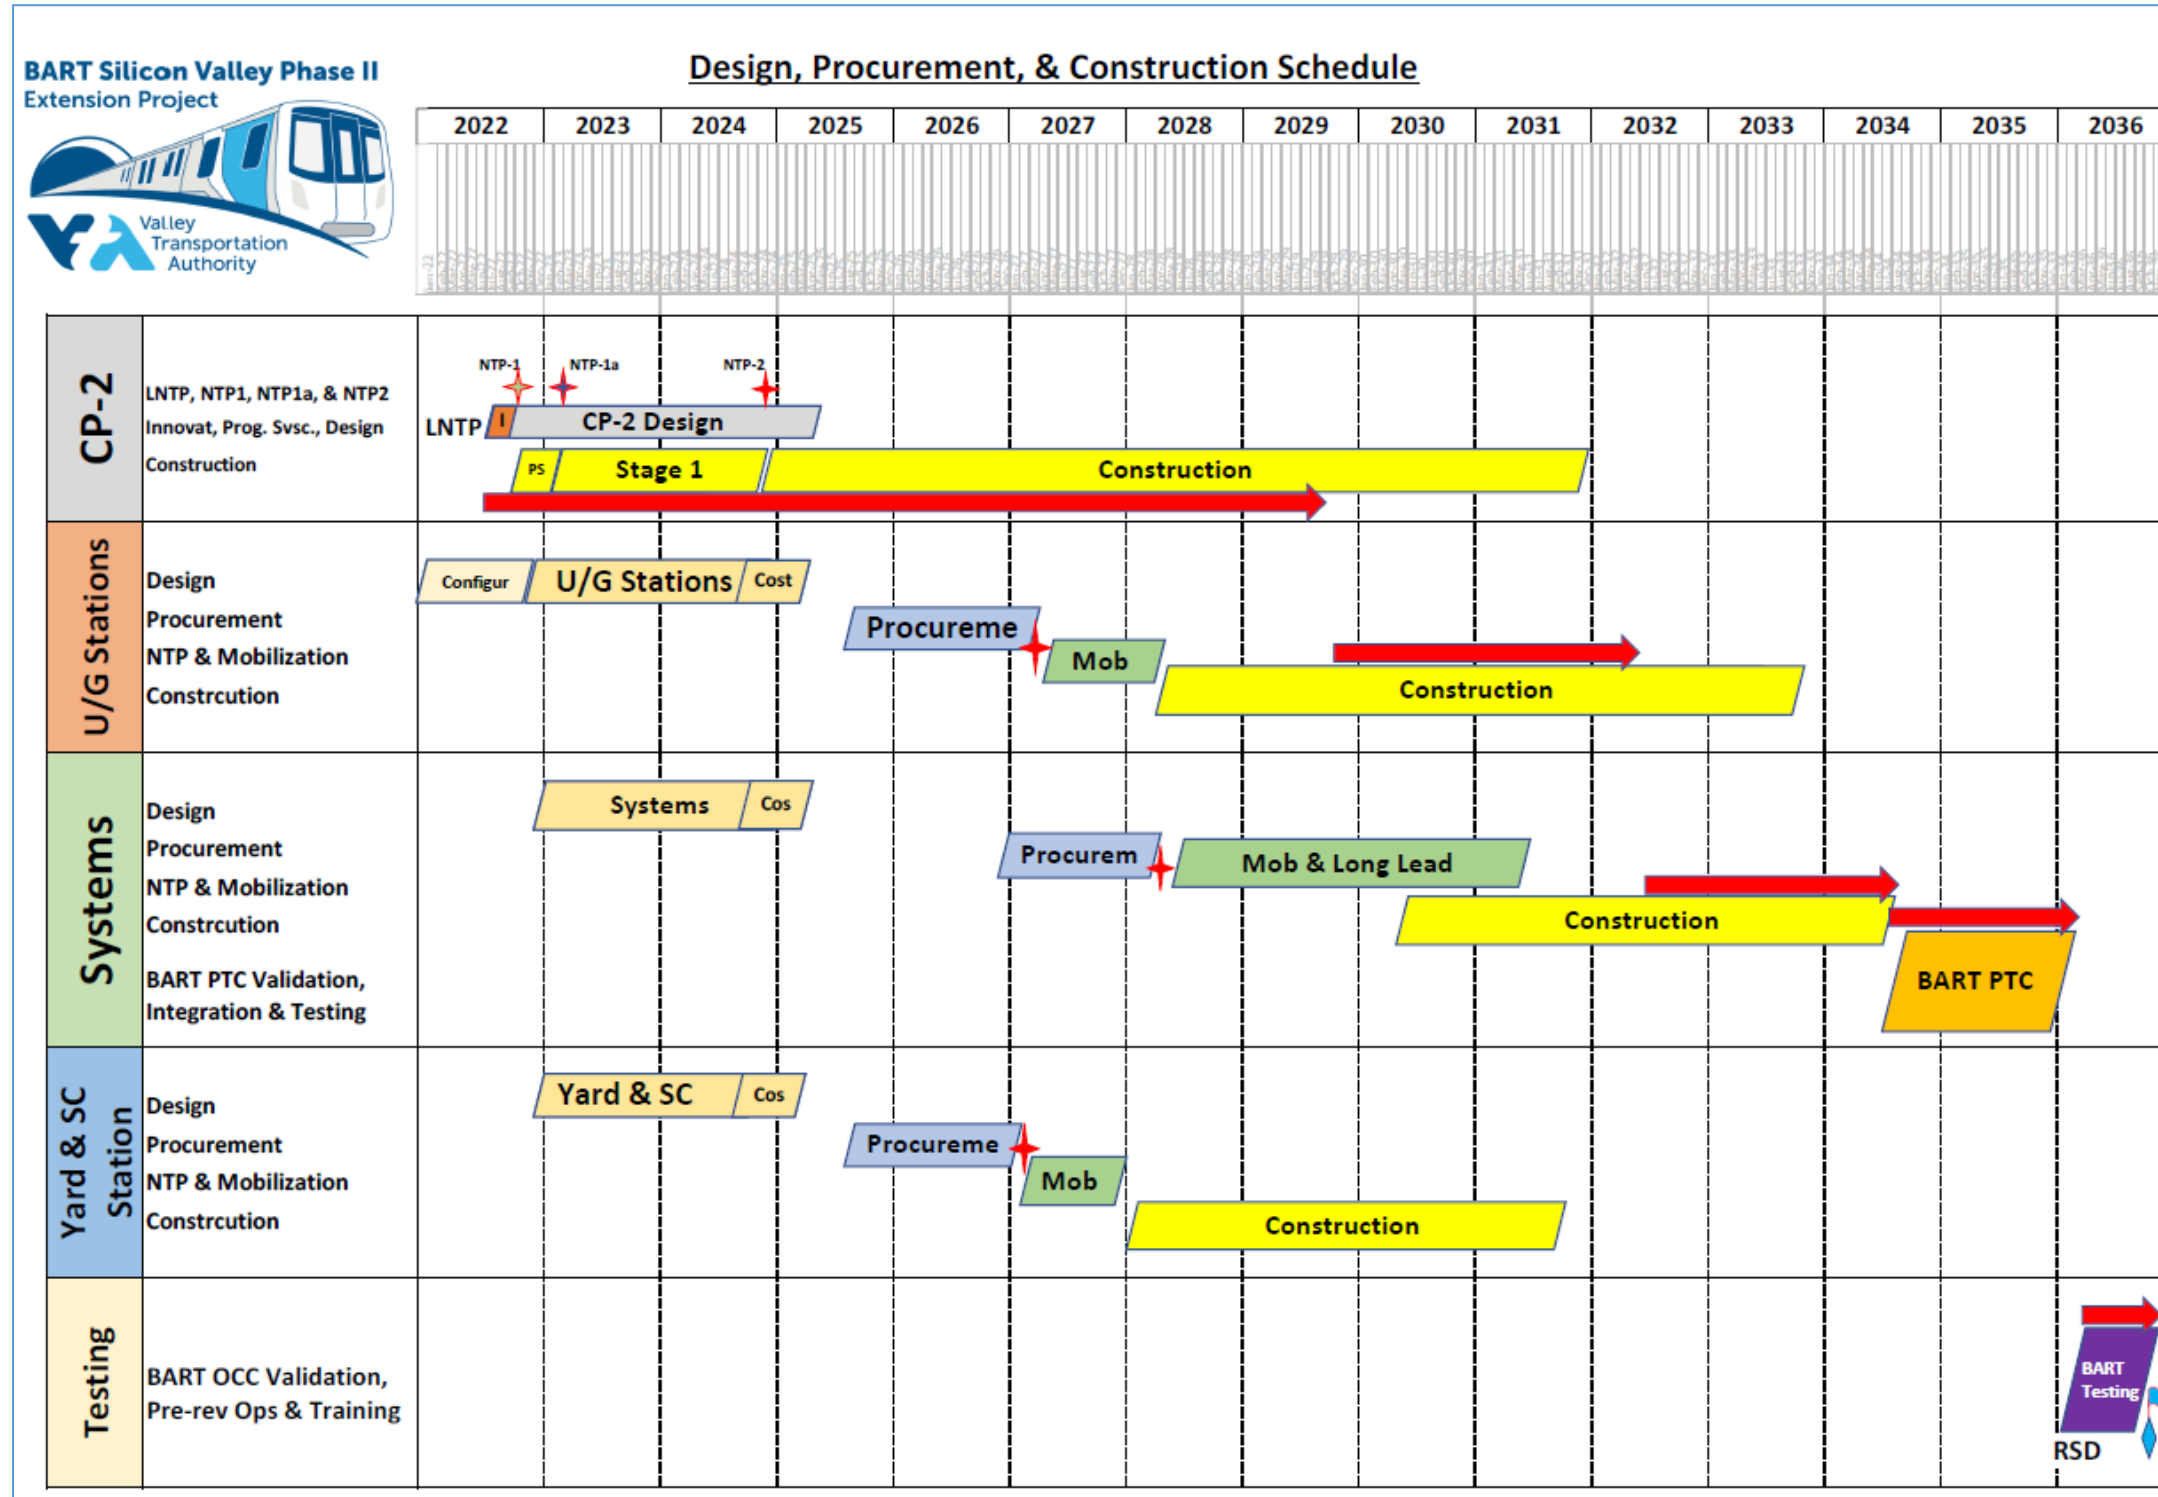 BART Silicon Valley Phase II
Extension Project
Valley
Transportation
Authority
Design, Procurement, & Construction Schedule
2022 2023 2024 2025 2026 2027 2028 2029 2030 2031 2032 2033 2034 2035 2036
CP-2
LNTP, NTP1, NTP1a, & NTP2
Innovat, Prog. Svsc., Design
Construction
NTP-1 NTP-1a NTP-2
LNTP I CP-2 Design
PS Stage 1 Construction
U/G Stations
Design
Procurement
NTP & Mobilization
Constrcution
Configur U/G Stations Cost
Procureme
Mob
Construction
Systems
Design
Procurement
NTP & Mobilization
Constrcution
BART PTC Validation,
Integration & Testing
Systems Cos
Procurem Mob & Long Lead
Construction
BART PTC
Yard & SC
Station
Design
Procurement
NTP & Mobilization
Constrcution
Yard & SC Cos
Procureme
Mob
Construction
Testing
BART OCC Validation,
Pre-rev Ops & Training
BART
Testing
RSD